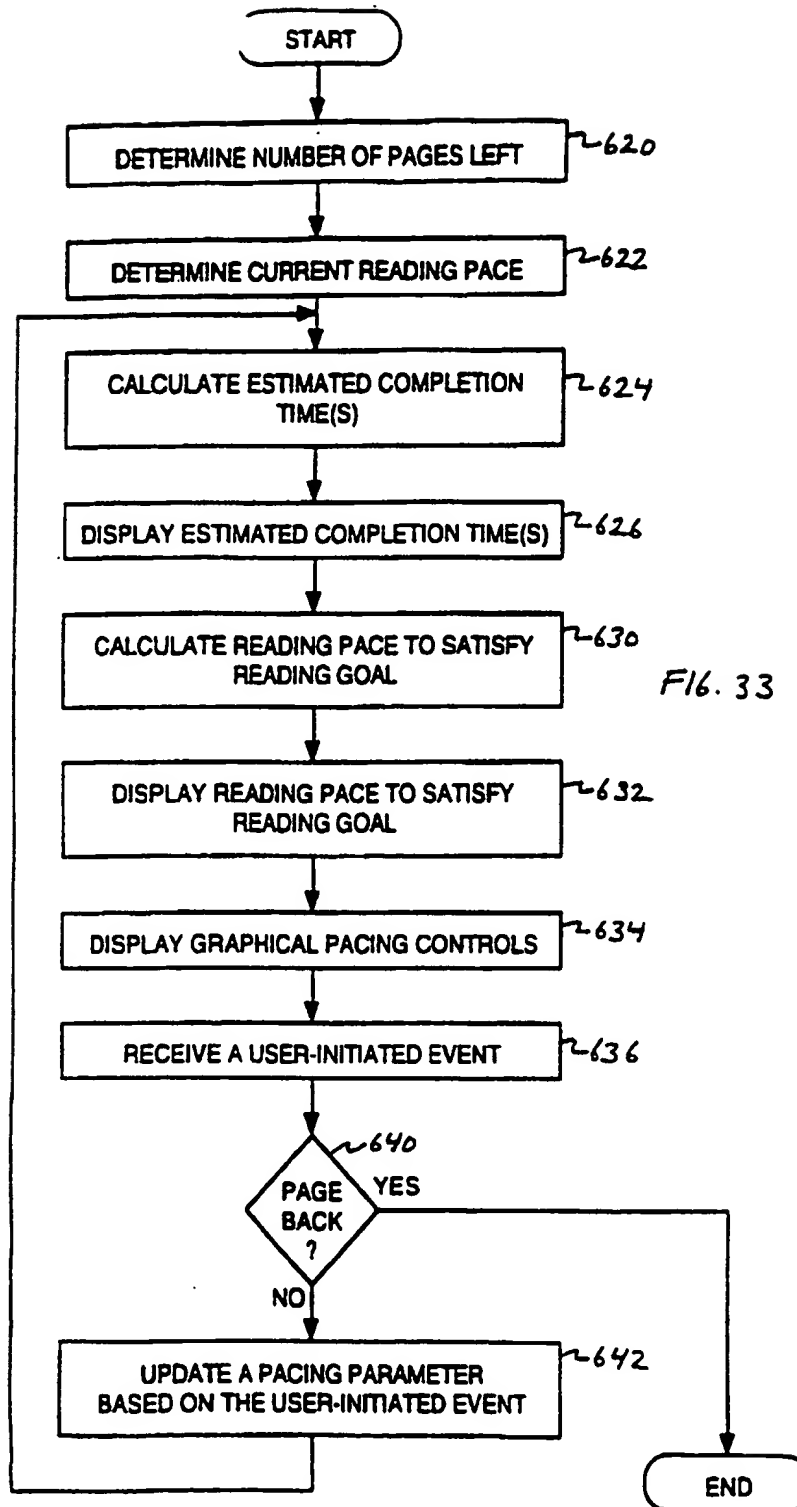 START
DETERMINE NUMBER OF PAGES LEFT
620
DETERMINE CURRENT READING PACE
622
CALCULATE ESTIMATED COMPLETION
TIME(S)
624
DISPLAY ESTIMATED COMPLETION TIME(S)
626
CALCULATE READING PACE TO SATISFY
READING GOAL
630
FIG. 33
DISPLAY READING PACE TO SATISFY
READING GOAL
632
DISPLAY GRAPHICAL PACING CONTROLS
634
RECEIVE A USER-INITIATED EVENT
636
640
PAGE
BACK
?
YES
NO
UPDATE A PACING PARAMETER
BASED ON THE USER-INITIATED EVENT
642
END